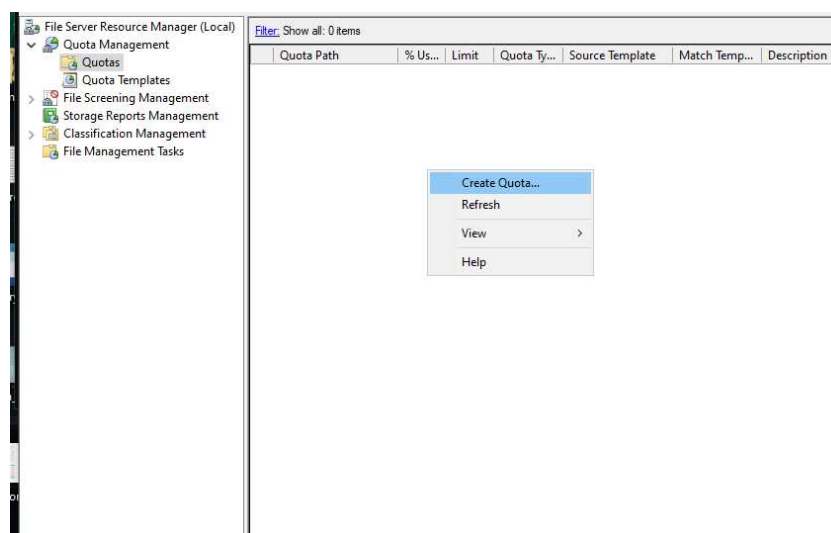 File Server Resource Manager (Local)
Quota Management
Quotas
Quota Templates
File Screening Management
Storage Reports Management
Classification Management
File Management Tasks
Filter: Show all: 0 items
Quota Path % Us... Limit Quota Ty... Source Template Match Temp... Description
Create Quota...
Refresh
View
Help